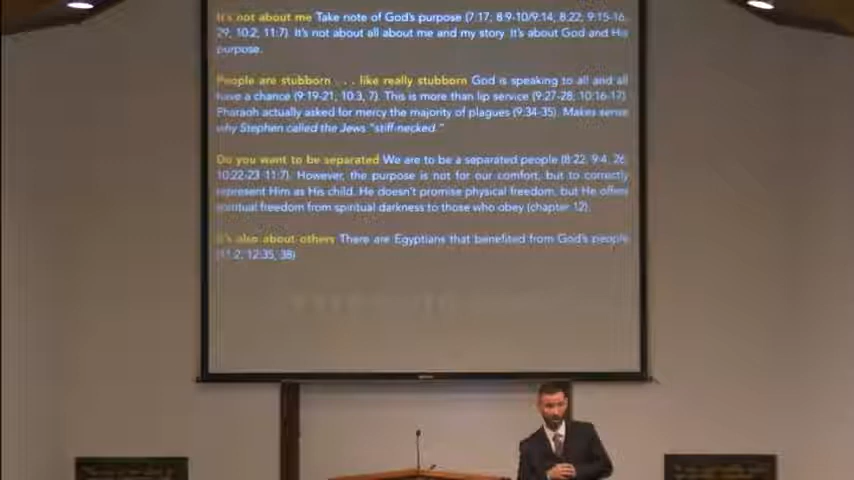 It's not about me Take note of God's purpose (7:17, 8:9-10/9:14, 8:22, 9:15-16,
29, 10:2, 11:7). It's not about all about me and my story. It's about God and His
purpose.
People are stubborn . . . like really stubborn God is speaking to all and all
have a chance (9:19-21, 10:3, 7). This is more than lip service (9:27-28, 10:16-17).
Pharaoh actually asked for mercy the majority of plagues (9:34-35). Makes sense
why Stephen called the Jews "stiff-necked."
Do you want to be separated We are to be a separated people (8:22, 9:4, 26,
10:22-23 11:7). However, the purpose is not for our comfort, but to correctly
represent Him as His child. He doesn't promise physical freedom, but He offers
spiritual freedom from spiritual darkness to those who obey (chapter 12).
It's also about others There are Egyptians that benefited from God's people
(11:2, 12:35, 38)